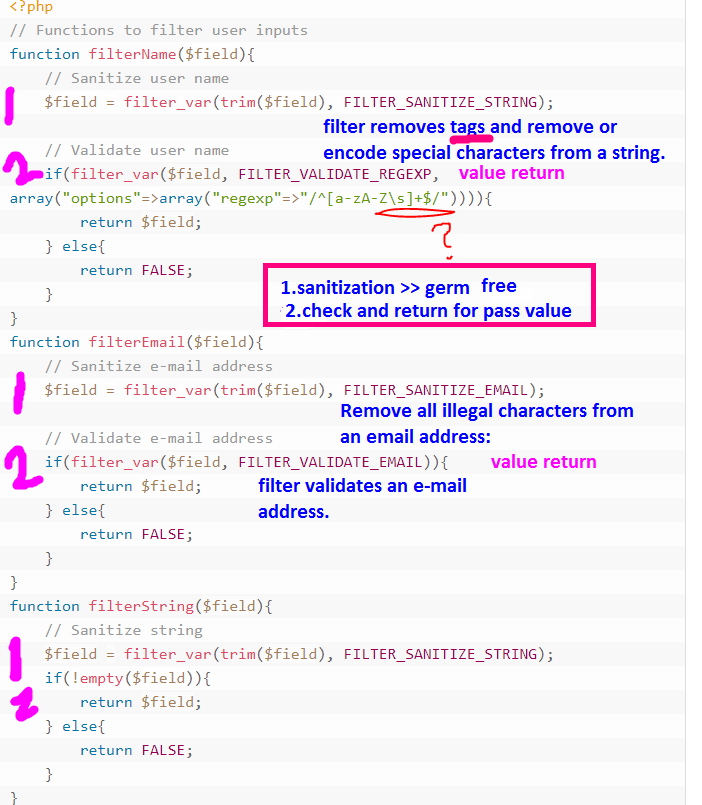 <?php
// Functions to filter user inputs
function filterName($field){
// Sanitize user name
1 $field = filter_var(trim($field), FILTER_SANITIZE_STRING);
filter removes tags and remove or
// Validate user name encode special characters from a string.
2 if(filter_var($field, FILTER_VALIDATE_REGEXP, value return
array("options"=>array("regexp"=>"/^[a-zA-Z\s]+$/")))){
return $field;
?
} else{
return FALSE;
1.sanitization >> germ free
}
2.check and return for pass value
}
function filterEmail($field){
// Sanitize e-mail address
1 $field = filter_var(trim($field), FILTER_SANITIZE_EMAIL);
Remove all illegal characters from
// Validate e-mail address an email address:
2 if(filter_var($field, FILTER_VALIDATE_EMAIL)){ value return
return $field; filter validates an e-mail
} else{ address.
return FALSE;
}
}
function filterString($field){
// Sanitize string
1 $field = filter_var(trim($field), FILTER_SANITIZE_STRING);
if(!empty($field)){
2 return $field;
} else{
return FALSE;
}
}